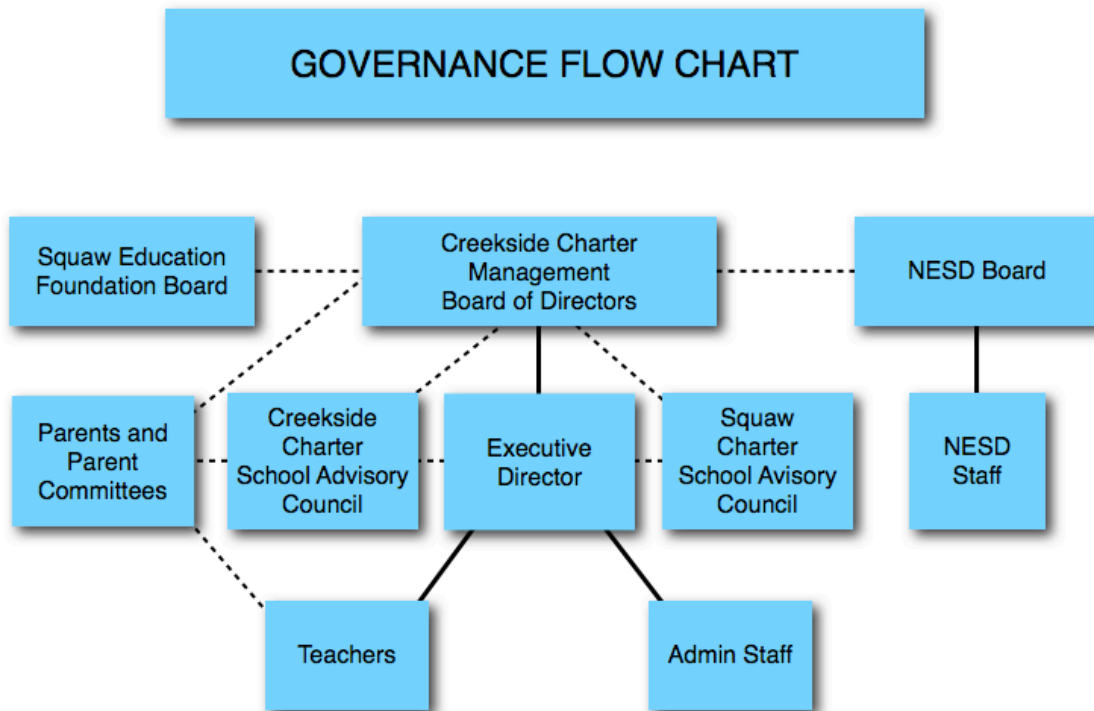 GOVERNANCE FLOW CHART
Squaw Education
Foundation Board
Creekside Charter
Management
Board of Directors
NESD Board
Parents and
Parent
Committees
Creekside
Charter
School Advisory
Council
Executive
Director
Squaw
Charter
School Avisory
Council
NESD
Staff
Teachers
Admin Staff